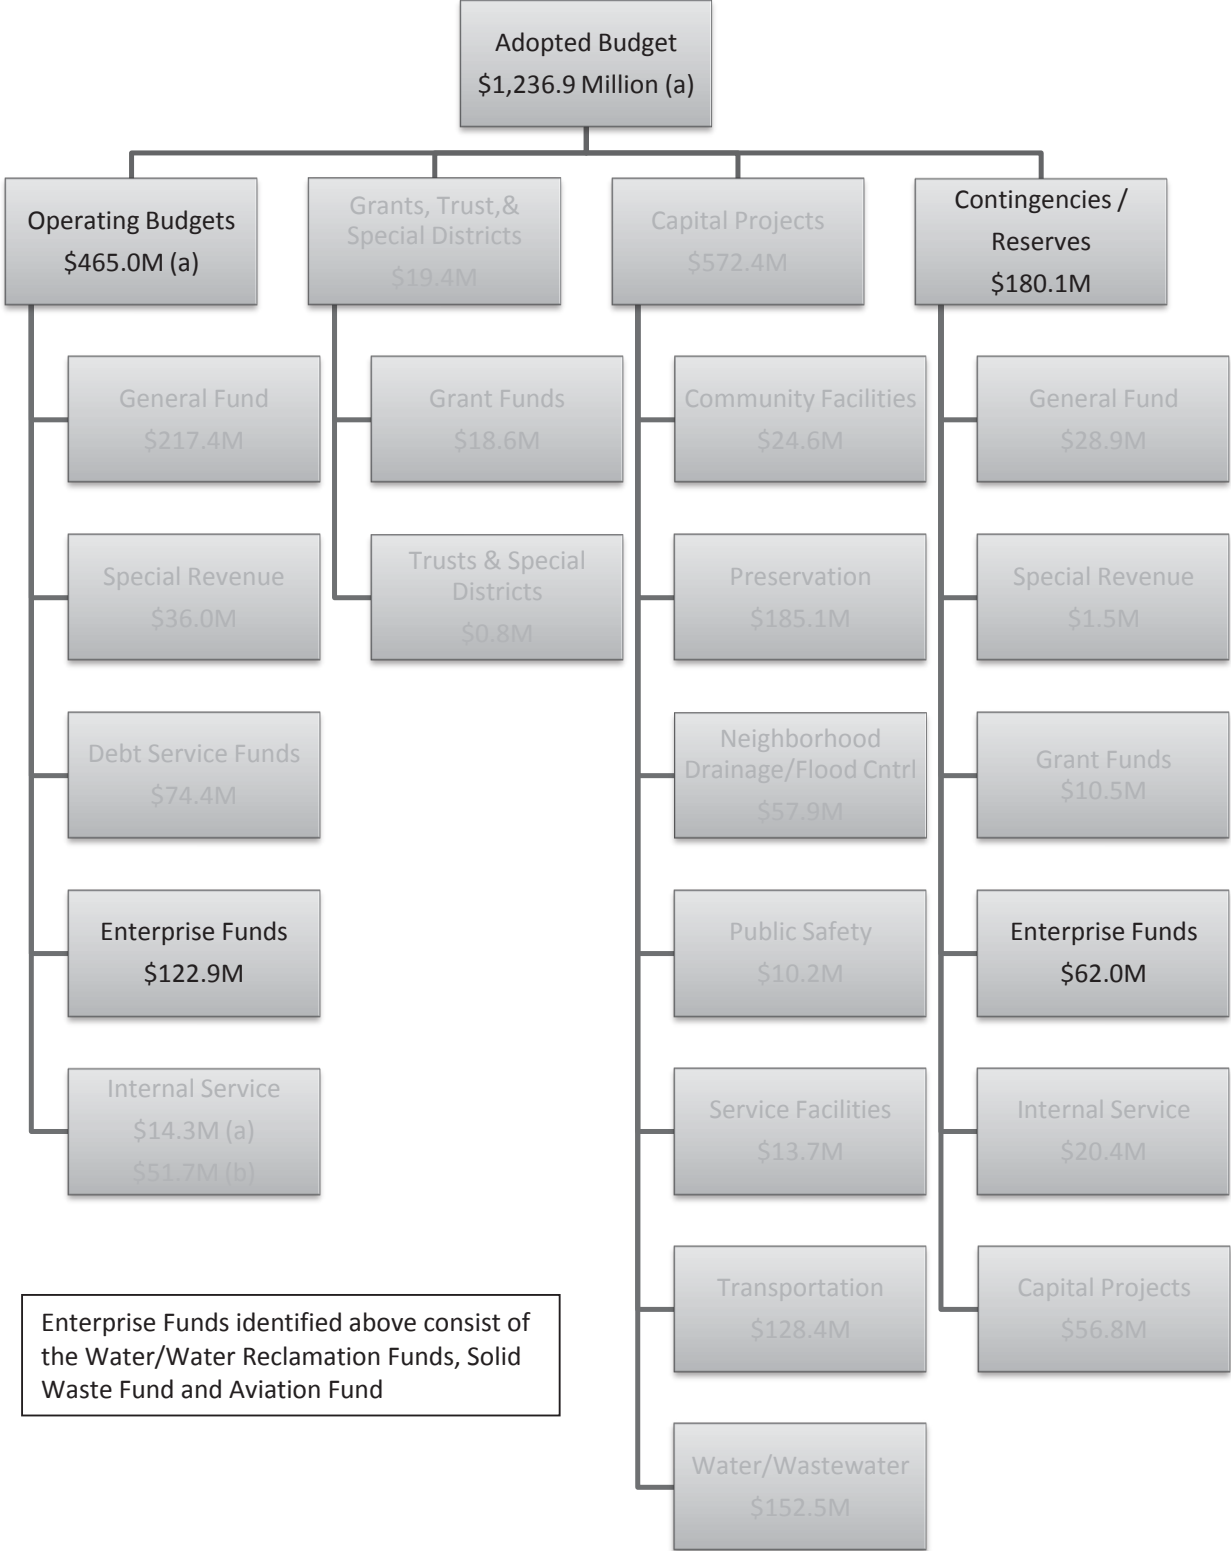 Adopted Budget
$1,236.9 Million (a)
Operating Budgets
$465.0M (a)
Grants, Trust,&
Special Districts
$19.4M
Capital Projects
$572.4M
Contingencies /
Reserves
$180.1M
General Fund
$217.4M
Grant Funds
$18.6M
Community Facilities
$24.6M
General Fund
$28.9M
Special Revenue
$36.0M
Trusts & Special
Districts
$0.8M
Preservation
$185.1M
Special Revenue
$1.5M
Debt Service Funds
$74.4M
Neighborhood
Drainage/Flood Cntrl
$57.9M
Grant Funds
$10.5M
Enterprise Funds
$122.9M
Public Safety
$10.2M
Enterprise Funds
$62.0M
Internal Service
$14.3M (a)
$51.7M (b)
Service Facilities
$13.7M
Internal Service
$20.4M
Transportation
$128.4M
Capital Projects
$56.8M
Enterprise Funds identified above consist of
the Water/Water Reclamation Funds, Solid
Waste Fund and Aviation Fund
Water/Wastewater
$152.5M